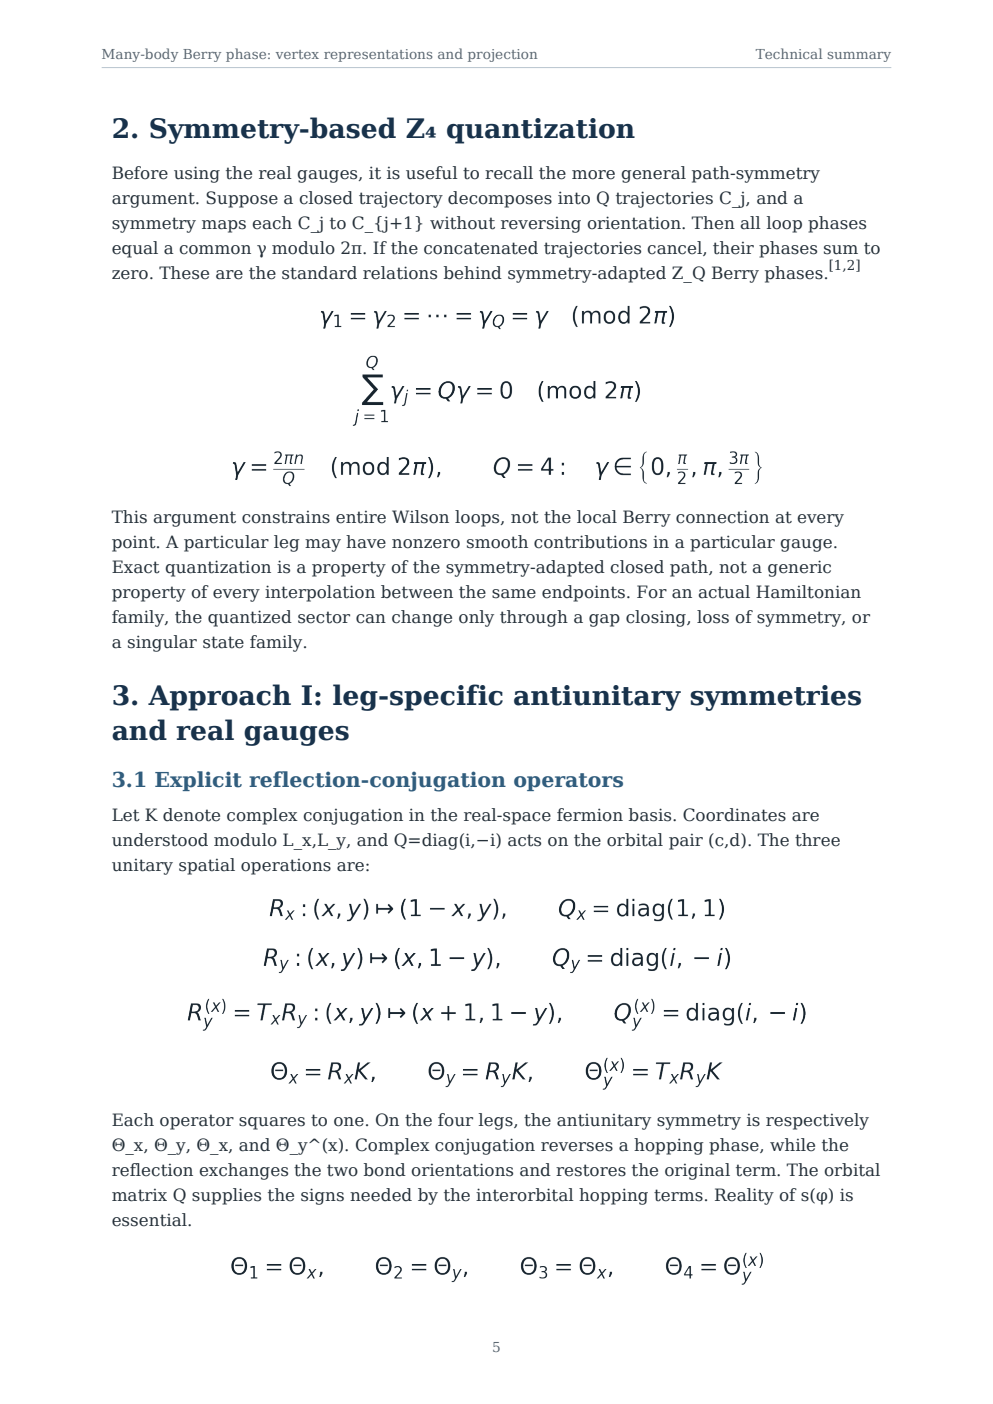 Many-body Berry phase: vertex representations and projection Technical summary
2. Symmetry-based Z₄ quantization
Before using the real gauges, it is useful to recall the more general path-symmetry
argument. Suppose a closed trajectory decomposes into Q trajectories C_j, and a
symmetry maps each C_j to C_{j+1} without reversing orientation. Then all loop phases
equal a common γ modulo 2π. If the concatenated trajectories cancel, their phases sum to
zero. These are the standard relations behind symmetry-adapted Z_Q Berry phases.[1,2]
γ₁ = γ₂ = ⋯ = γ_Q = γ (mod 2π)
∑_{j=1}^{Q} γ_j = Qγ = 0 (mod 2π)
γ = 2πn/Q (mod 2π), Q = 4 : γ ∈ {0, π/2, π, 3π/2}
This argument constrains entire Wilson loops, not the local Berry connection at every
point. A particular leg may have nonzero smooth contributions in a particular gauge.
Exact quantization is a property of the symmetry-adapted closed path, not a generic
property of every interpolation between the same endpoints. For an actual Hamiltonian
family, the quantized sector can change only through a gap closing, loss of symmetry, or
a singular state family.
3. Approach I: leg-specific antiunitary symmetries
and real gauges
3.1 Explicit reflection-conjugation operators
Let K denote complex conjugation in the real-space fermion basis. Coordinates are
understood modulo L_x,L_y, and Q=diag(i,−i) acts on the orbital pair (c,d). The three
unitary spatial operations are:
R_x : (x, y) ↦ (1 − x, y), Q_x = diag(1, 1)
R_y : (x, y) ↦ (x, 1 − y), Q_y = diag(i, − i)
R_y^{(x)} = T_x R_y : (x, y) ↦ (x + 1, 1 − y), Q_y^{(x)} = diag(i, − i)
Θ_x = R_x K, Θ_y = R_y K, Θ_y^{(x)} = T_x R_y K
Each operator squares to one. On the four legs, the antiunitary symmetry is respectively
Θ_x, Θ_y, Θ_x, and Θ_y^(x). Complex conjugation reverses a hopping phase, while the
reflection exchanges the two bond orientations and restores the original term. The orbital
matrix Q supplies the signs needed by the interorbital hopping terms. Reality of s(φ) is
essential.
Θ₁ = Θ_x, Θ₂ = Θ_y, Θ₃ = Θ_x, Θ₄ = Θ_y^{(x)}
5